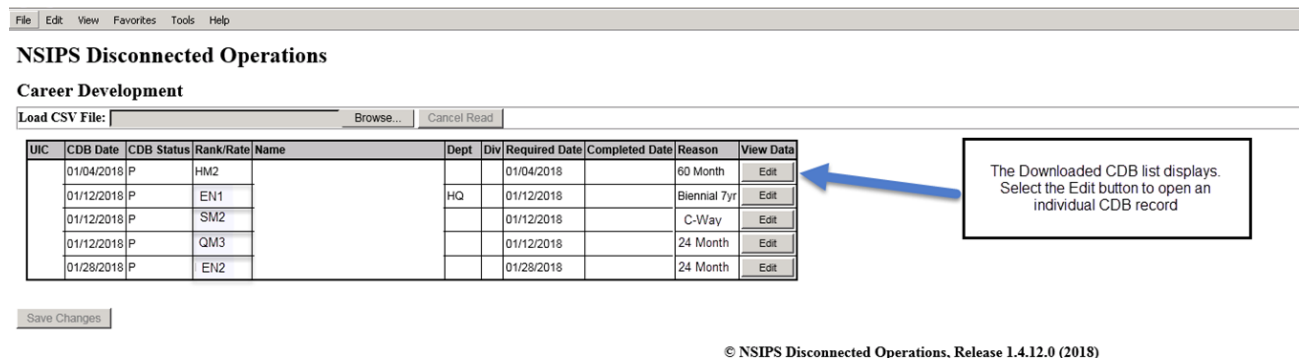 File Edit View Favorites Tools Help
NSIPS Disconnected Operations
Career Development
Load CSV File: Browse... Cancel Read
UIC CDB Date CDB Status Rank/Rate Name Dept Div Required Date Completed Date Reason View Data
01/04/2018 P HM2 01/04/2018 60 Month Edit
01/12/2018 P EN1 HQ 01/12/2018 Biennial 7yr Edit
01/12/2018 P SM2 01/12/2018 C-Way Edit
01/12/2018 P QM3 01/12/2018 24 Month Edit
01/28/2018 P EN2 01/28/2018 24 Month Edit
The Downloaded CDB list displays.
Select the Edit button to open an
individual CDB record
Save Changes
© NSIPS Disconnected Operations, Release 1.4.12.0 (2018)